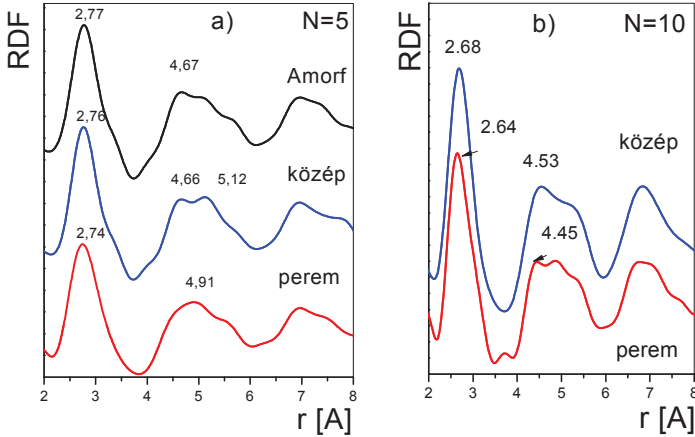 RDF
a)
N=5
2,77
4,67
Amorf
2,76
4,66
5,12
közép
2,74
4,91
perem
2 3 4 5 6 7 8
r [A]
RDF
b)
N=10
2.68
2.64
közép
4.53
4.45
perem
2 3 4 5 6 7 8
r [A]